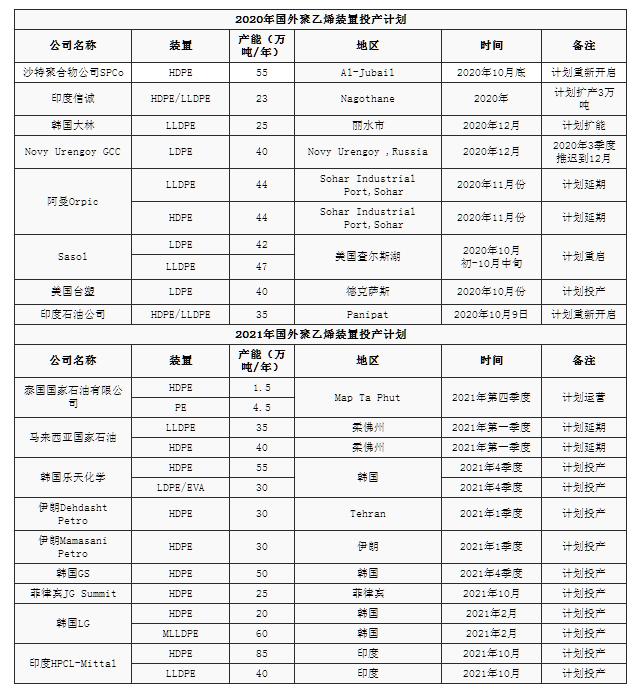 2020年国外聚乙烯装置投产计划
公司名称 装置 产能（万吨/年） 地区 时间 备注
沙特聚合物公司SPCo HDPE 55 Al-Jubail 2020年10月底 计划重新开启
印度信诚 HDPE/LLDPE 23 Nagothane 2020年 计划扩产3万吨
韩国大林 LLDPE 25 丽水市 2020年12月 计划扩能
Novy Urengoy GCC LDPE 40 Novy Urengoy ,Russia 2020年12月 2020年3季度推迟到12月
阿曼Orpic LLDPE 44 Sohar Industrial Port,Sohar 2020年11月份 计划延期
HDPE 44 Sohar Industrial Port,Sohar 2020年11月份 计划延期
Sasol LDPE 42 美国查尔斯湖 2020年10月初-10月中旬 计划重启
LLDPE 47
美国台塑 LDPE 40 德克萨斯 2020年10月份 计划投产
印度石油公司 HDPE/LLDPE 35 Panipat 2020年10月9日 计划重新开启
2021年国外聚乙烯装置投产计划
公司名称 装置 产能（万吨/年） 地区 时间 备注
泰国国家石油有限公司 HDPE 1.5 Map Ta Phut 2021年第四季度 计划运营
PE 4.5
马来西亚国家石油 LLDPE 35 柔佛州 2021年第一季度 计划延期
HDPE 40 柔佛州 2021年第一季度 计划延期
韩国乐天化学 HDPE 55 韩国 2021年4季度 计划投产
LDPE/EVA 30 2021年4季度 计划投产
伊朗Dehdasht Petro HDPE 30 Tehran 2021年1季度 计划投产
伊朗Mamasani Petro HDPE 30 伊朗 2021年1季度 计划投产
韩国GS HDPE 50 韩国 2021年4季度 计划投产
菲律宾JG Summit HDPE 25 菲律宾 2021年10月 计划投产
韩国LG HDPE 20 韩国 2021年2月 计划投产
MLLDPE 60 韩国 2021年2月 计划投产
印度HPCL-Mittal HDPE 85 印度 2021年10月 计划投产
LLDPE 40 印度 2021年10月 计划投产